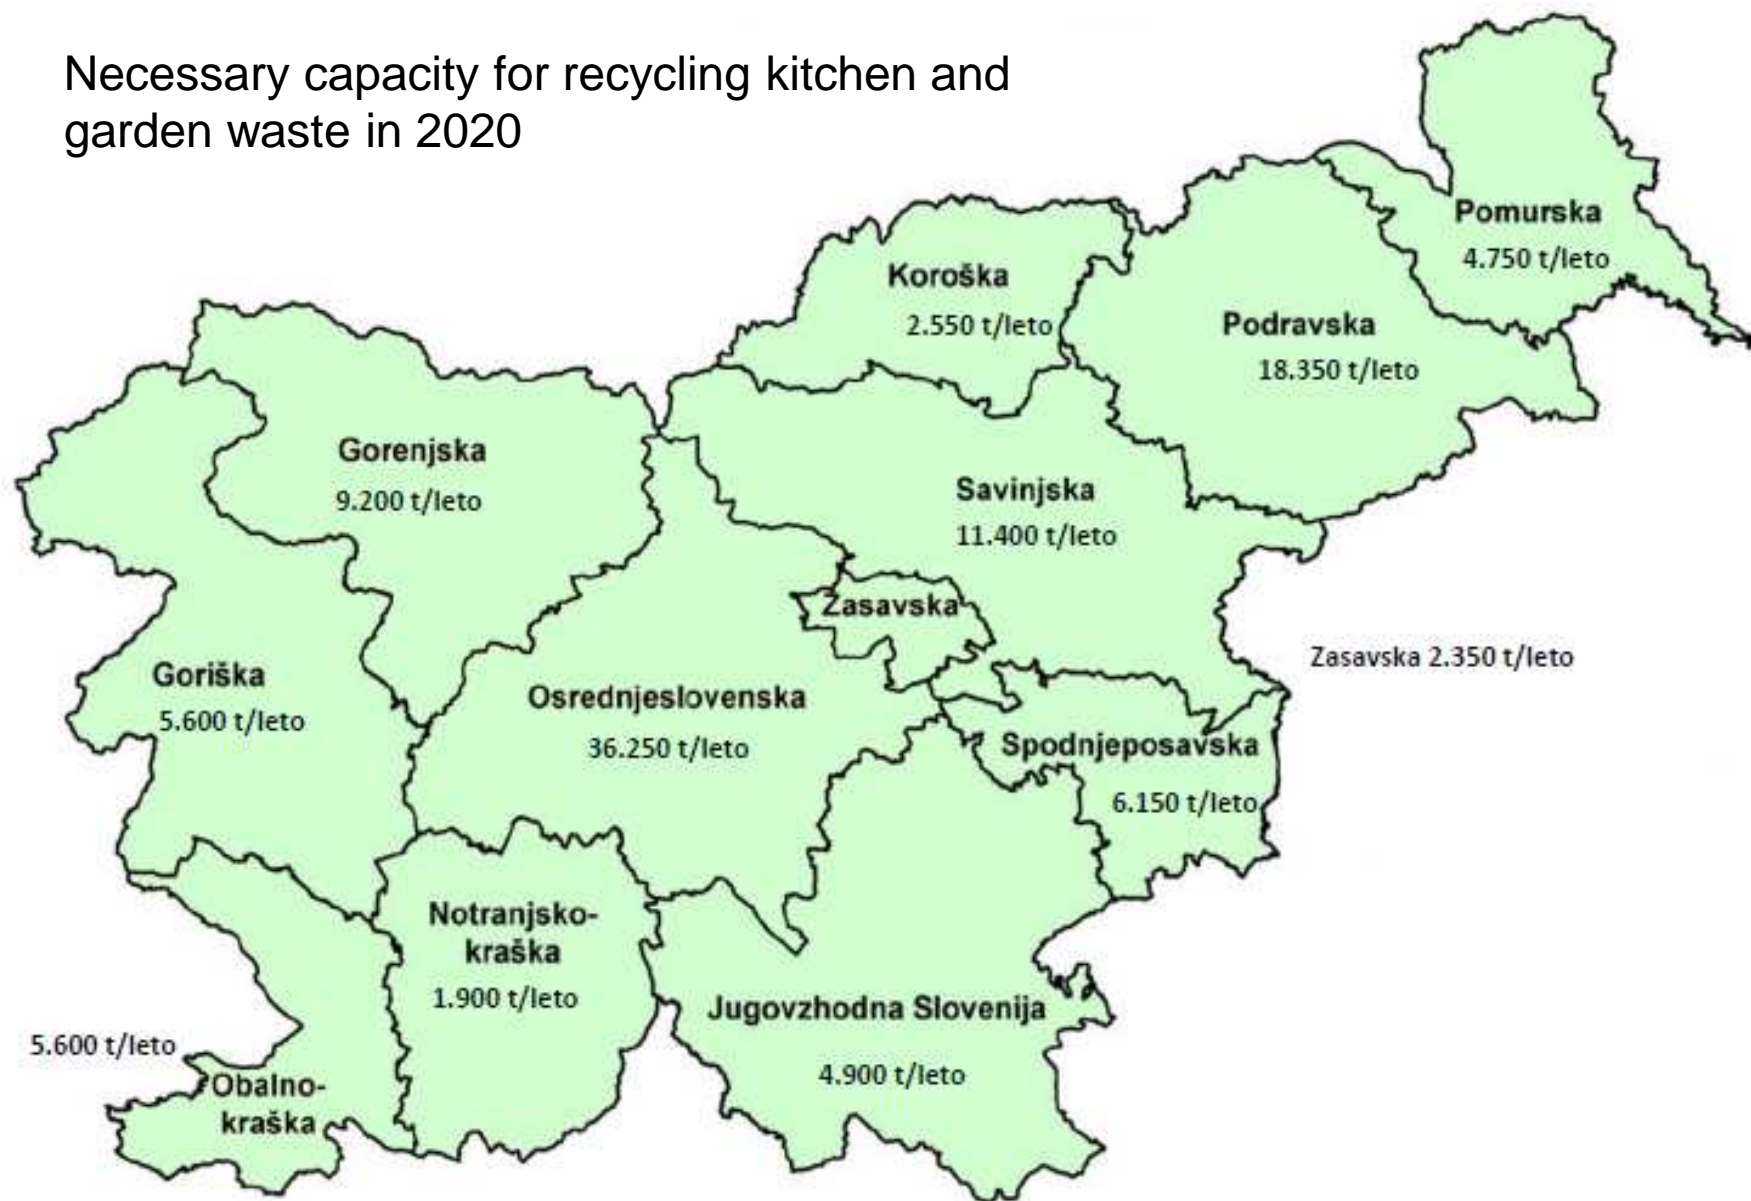 Necessary capacity for recycling kitchen and
garden waste in 2020
Pomurska
4.750 t/leto
Koroška
2.550 t/leto
Podravska
18.350 t/leto
Gorenjska
9.200 t/leto
Savinjska
11.400 t/leto
Zasavska
Zasavska 2.350 t/leto
Goriška
5.600 t/leto
Osrednjeslovenska
36.250 t/leto
Spodnjeposavska
6.150 t/leto
Notranjsko-
kraška
1.900 t/leto
Jugovzhodna Slovenija
4.900 t/leto
5.600 t/leto
Obalno-
kraška